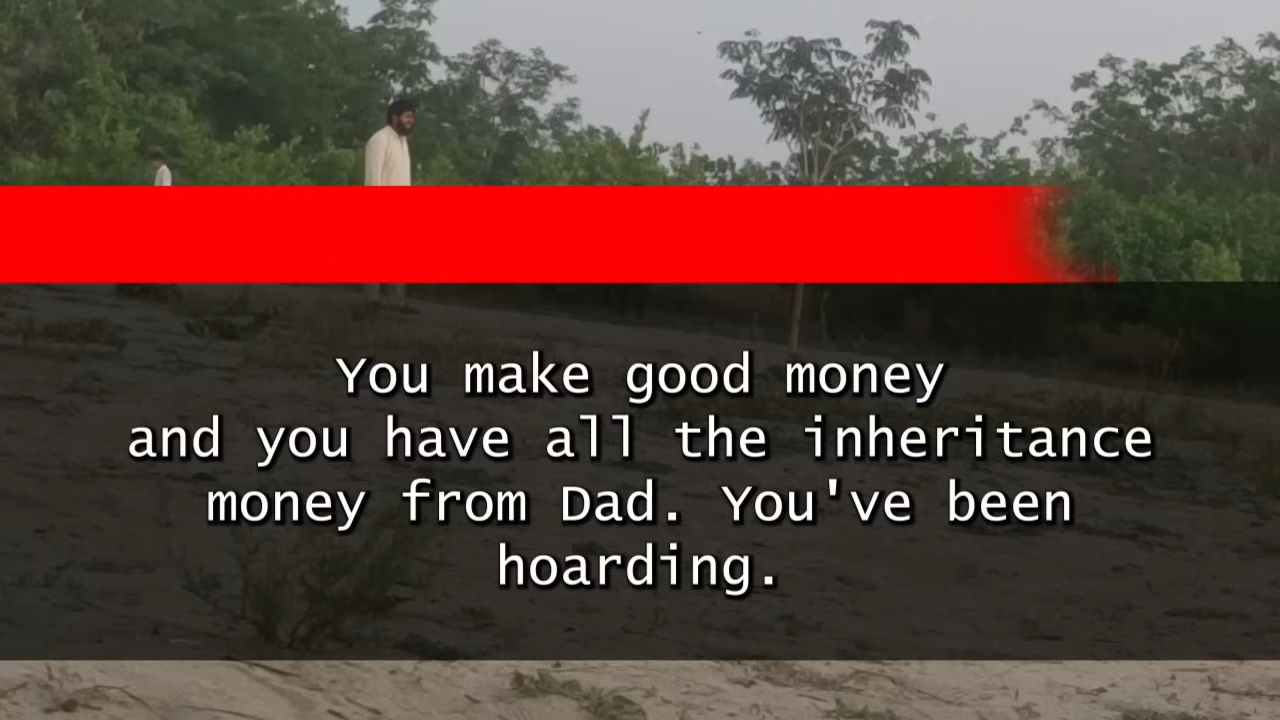 You make good money
and you have all the inheritance
money from Dad. You've been
hoarding.